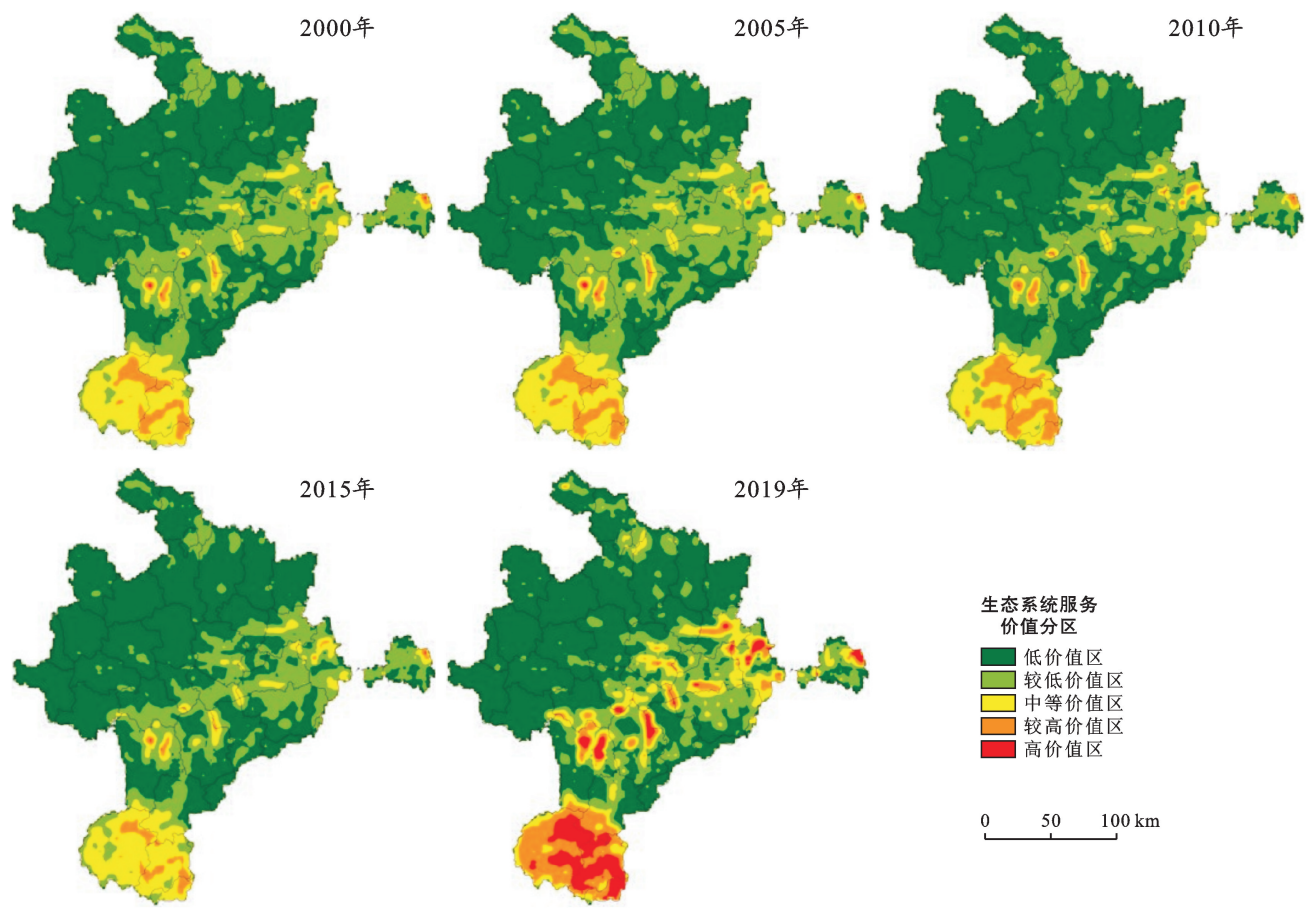 2000年
2005年
2010年
2015年
2019年
生态系统服务
价值分区
低价值区
较低价值区
中等价值区
较高价值区
高价值区
0 50 100 km